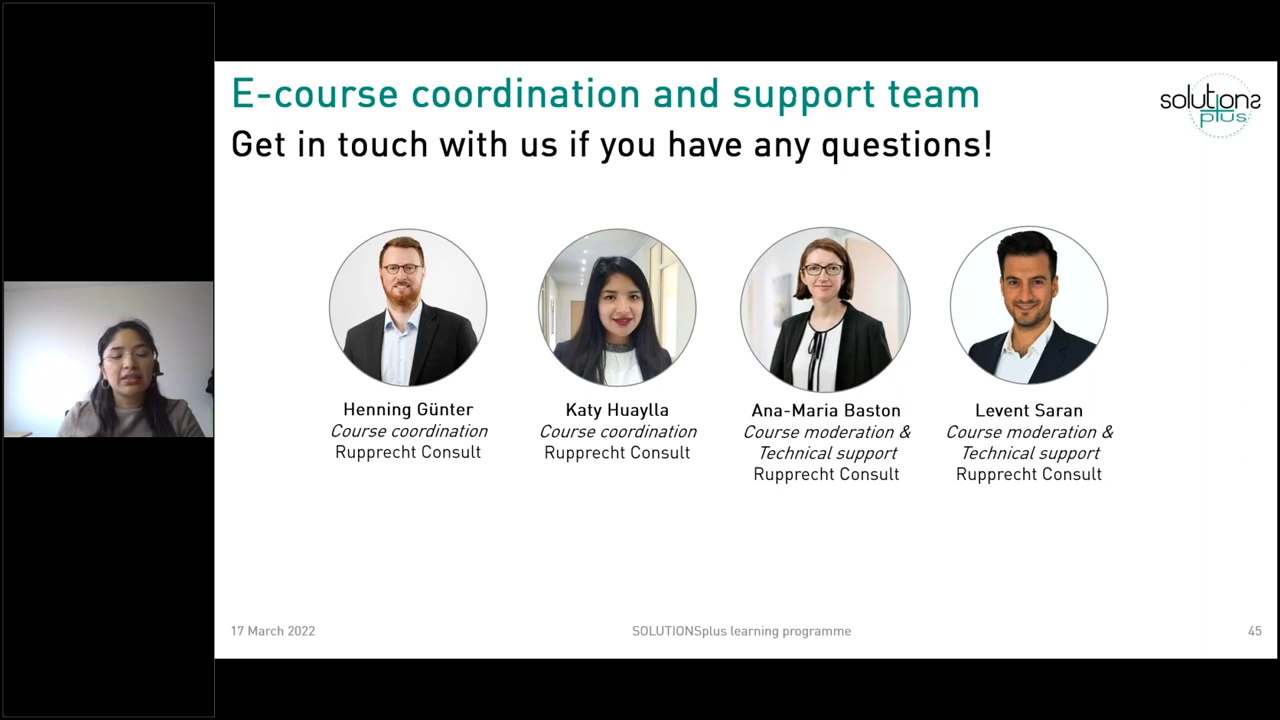 E-course coordination and support team
Get in touch with us if you have any questions!
solutions
plus
Henning Günter
Course coordination
Rupprecht Consult
Katy Huaylla
Course coordination
Rupprecht Consult
Ana-Maria Baston
Course moderation &
Technical support
Rupprecht Consult
Levent Saran
Course moderation &
Technical support
Rupprecht Consult
17 March 2022
SOLUTIONSplus learning programme
45